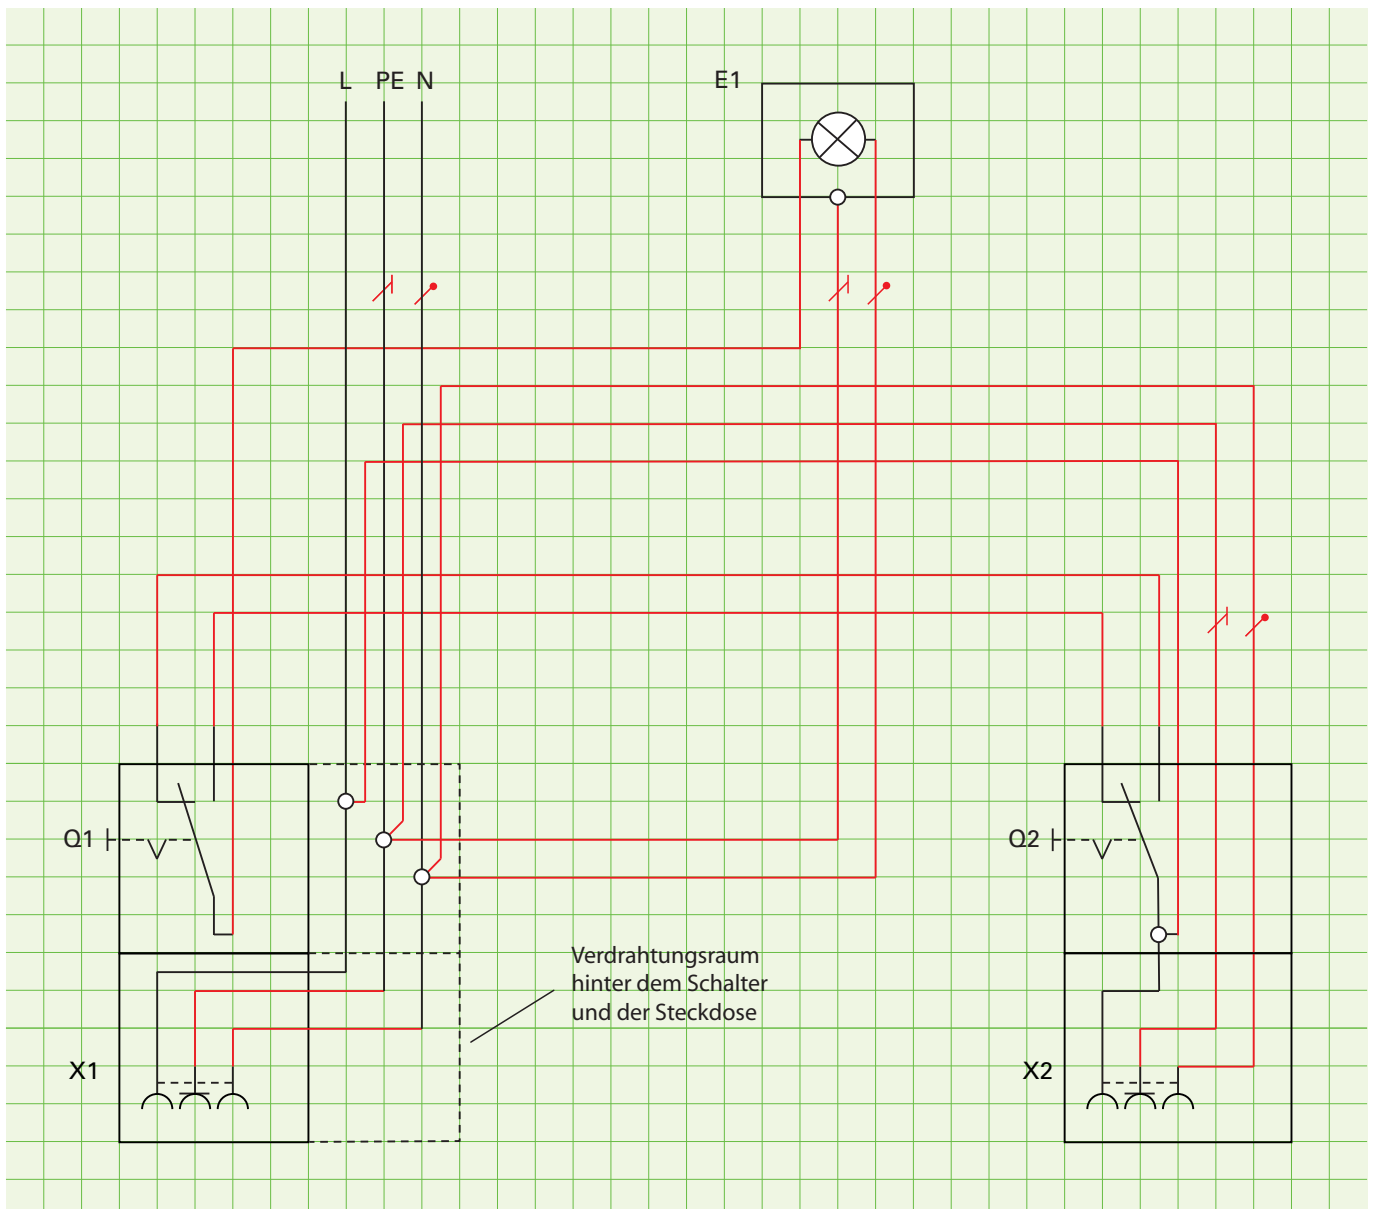 L PE N
E1
Q1
Q2
Verdrahtungsraum
hinter dem Schalter
und der Steckdose
X1
X2